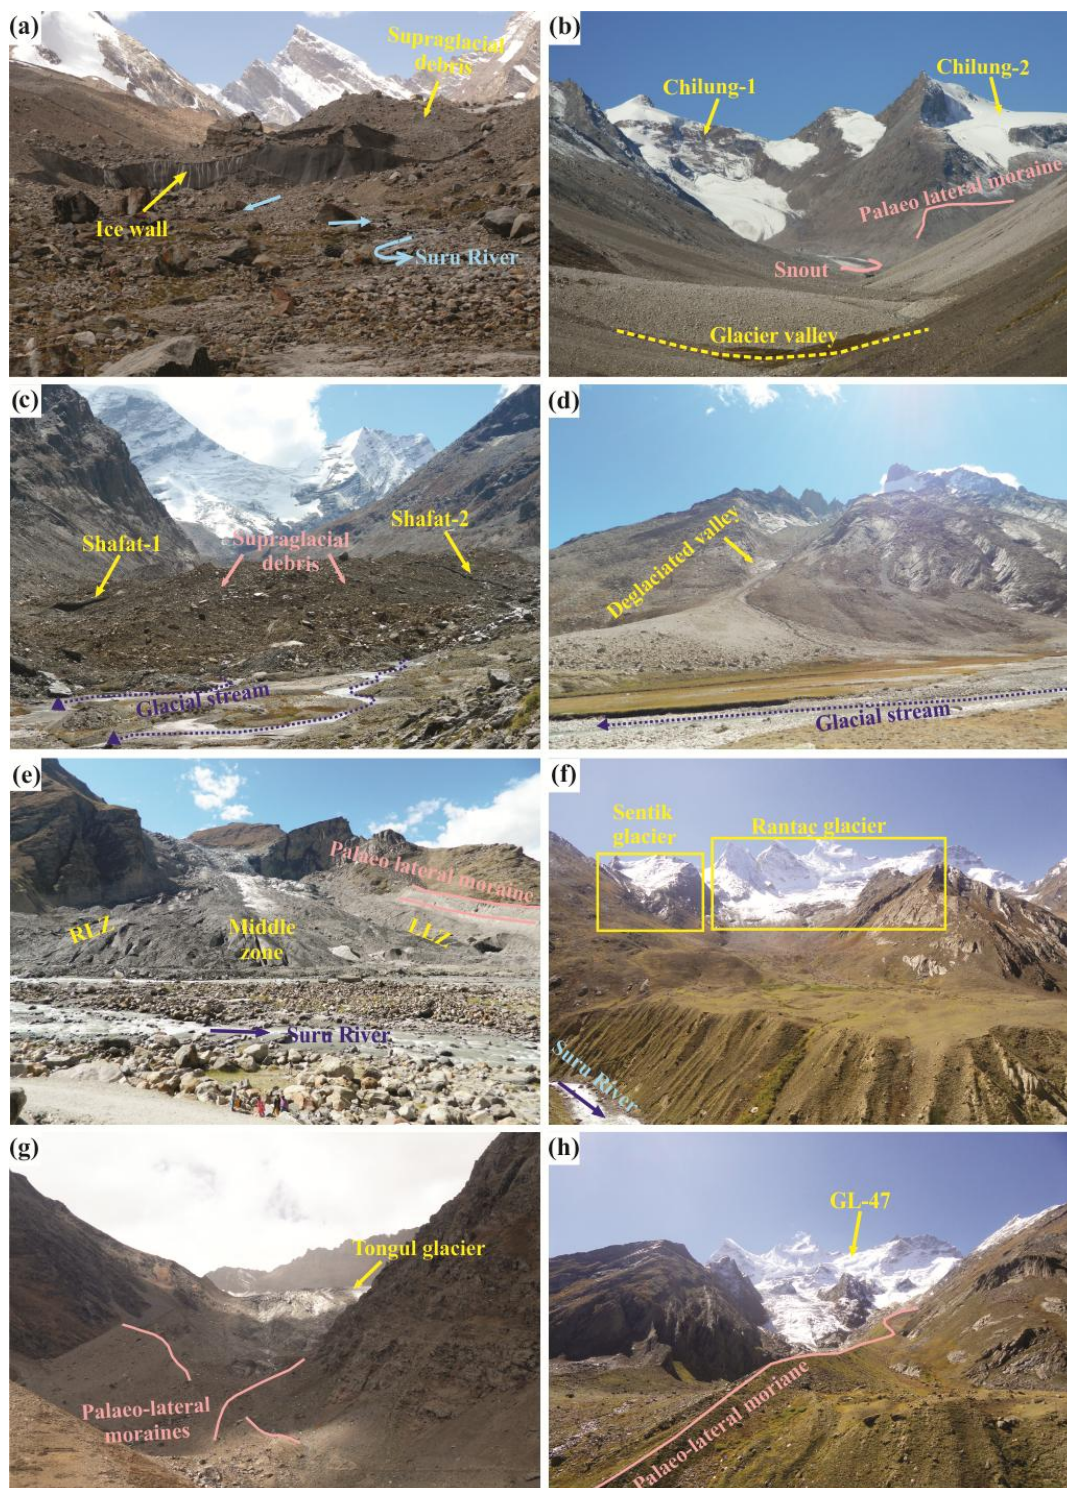 (a)
Supraglacial
debris
Ice wall
Suru River
(b)
Chilung-1
Chilung-2
Palaeo lateral moraine
Snout
Glacier valley
(c)
Shafat-1
Supraglacial
debris
Shafat-2
Glacial stream
(d)
Deglaciated valley
Glacial stream
(e)
Palaeo lateral moraine
RLZ
Middle
zone
LLZ
Suru River
(f)
Sentik
glacier
Rantac glacier
Suru River
(g)
Tongul glacier
Palaeo-lateral
moraines
(h)
GL-47
Palaeo-lateral moriane